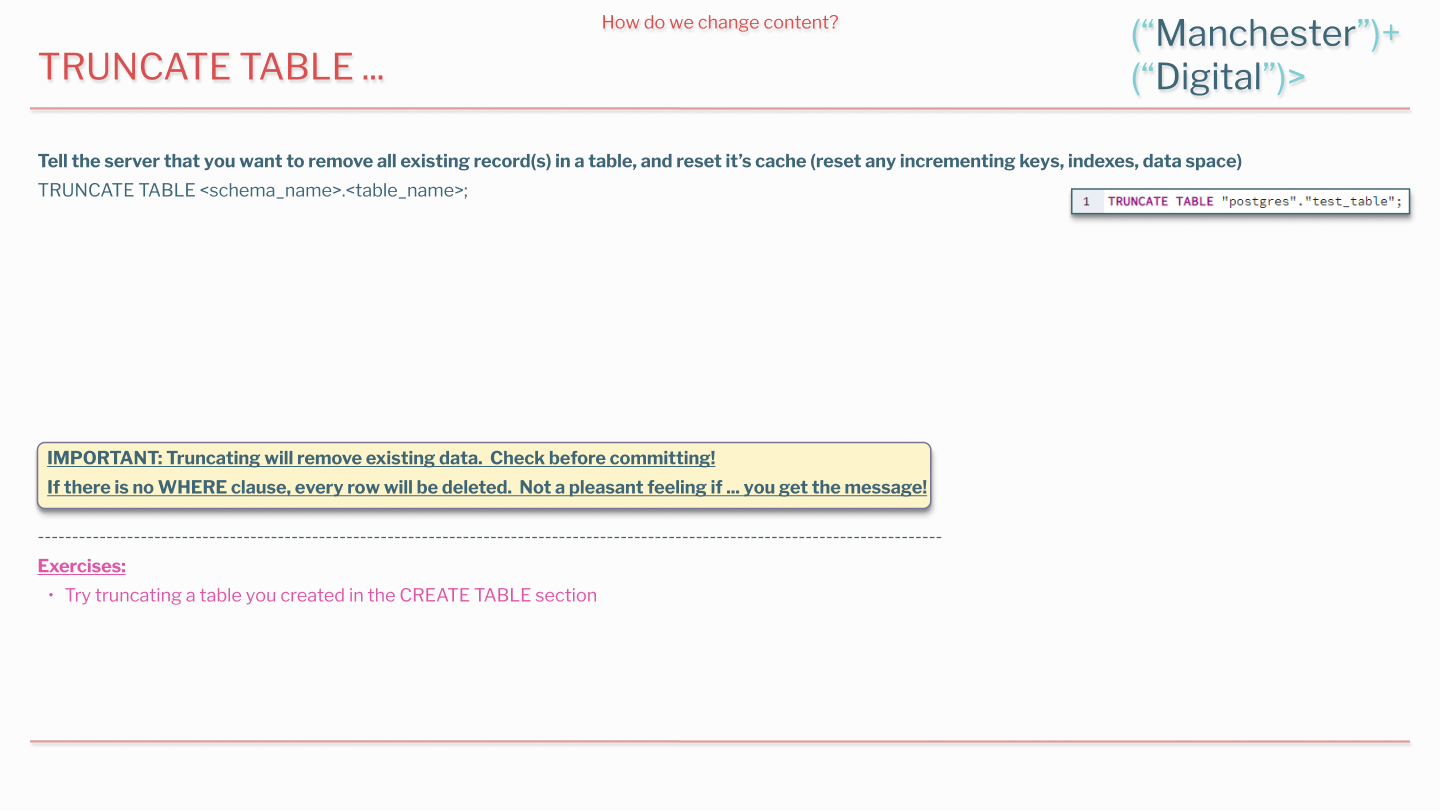 How do we change content?
TRUNCATE TABLE ...
(“Manchester”)+
(“Digital”)>
Tell the server that you want to remove all existing record(s) in a table, and reset it’s cache (reset any incrementing keys, indexes, data space)
TRUNCATE TABLE <schema_name>.<table_name>;
1 TRUNCATE TABLE "postgres"."test_table";
IMPORTANT: Truncating will remove existing data.  Check before committing!
If there is no WHERE clause, every row will be deleted.  Not a pleasant feeling if ... you get the message!
------------------------------------------------------------------------------------------------------------------------------------
Exercises:
• Try truncating a table you created in the CREATE TABLE section